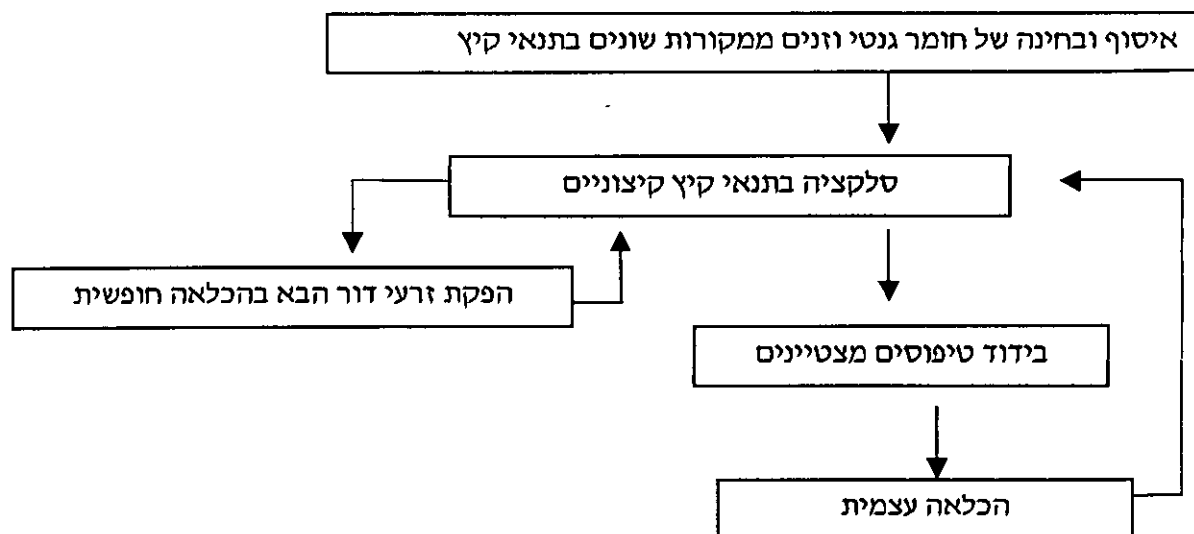 איסוף ובחינה של חומר גנטי וזנים ממקורות שונים בתנאי קיץ
סלקציה בתנאי קיץ קיצוניים
הפקת זרעי דור הבא בהכלאה חופשית
בידוד טיפוסים מצטיינים
הכלאה עצמית